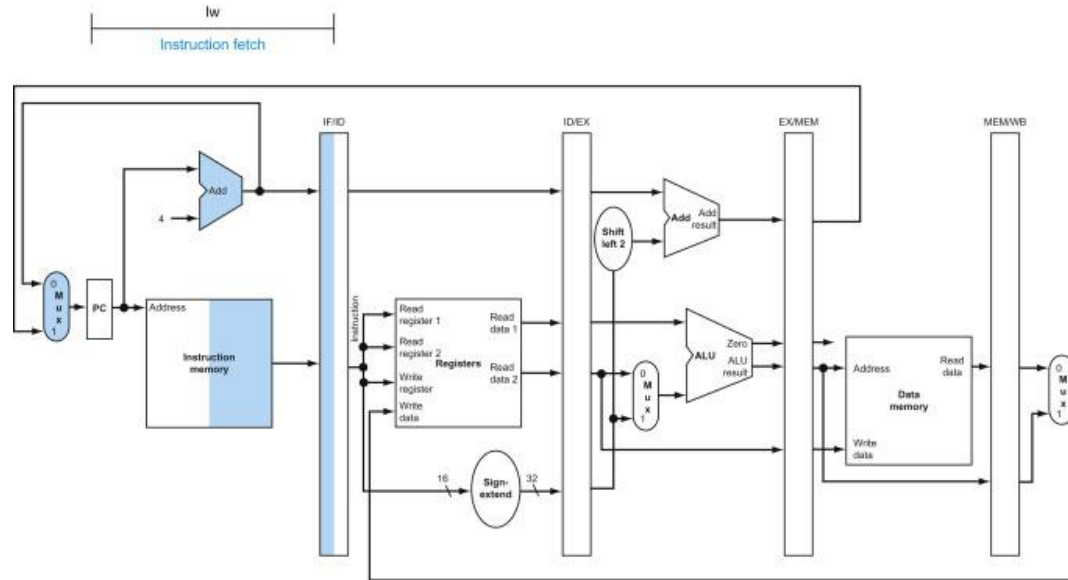 lw
Instruction fetch
IF/ID
ID/EX
EX/MEM
MEM/WB
Add
4
Shift
left 2
Add
Add
result
0
M
u
x
1
PC
Address
Instruction
memory
Instruction
Read
register 1
Read
register 2
Write
register
Write
data
Registers
Read
data 1
Read
data 2
0
M
u
x
1
ALU
Zero
ALU
result
Address
Write
data
Data
memory
Read
data
0
M
u
x
1
16
Sign-
extend
32